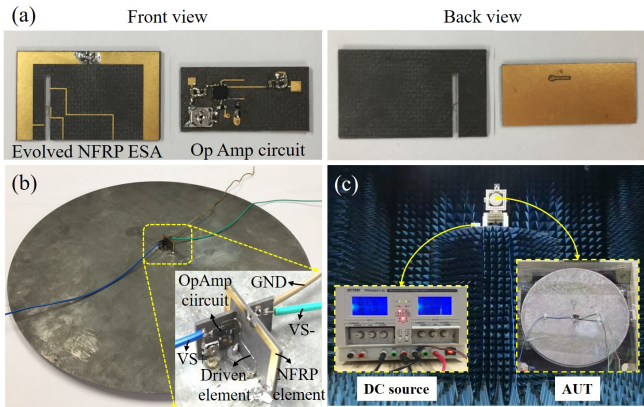 (a)
Front view
Back view
Evolved NFRP ESA
Op Amp circuit
(b)
OpAmp
ciircuit
GND
VS-
VS+
Driven
element
NFRP
element
(c)
DC source
AUT